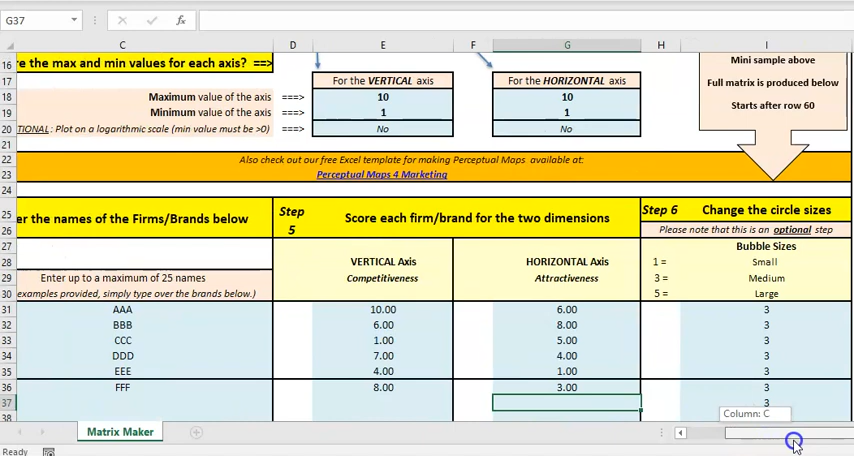 G37
fx
C D E F G H I
16 re the max and min values for each axis? ==> Mini sample above
17 For the VERTICAL axis For the HORIZONTAL axis Full matrix is produced below
18 Maximum value of the axis ===> 10 10 Starts after row 60
19 Minimum value of the axis ===> 1 1
20 TIONAL: Plot on a logarithmic scale (min value must be >0) ===> No No
21
22 Also check out our free Excel template for making Perceptual Maps available at:
23 Perceptual Maps 4 Marketing
24
25 er the names of the Firms/Brands below Step 5 Score each firm/brand for the two dimensions Step 6 Change the circle sizes
26 Please note that this is an optional step
27 Bubble Sizes
28 VERTICAL Axis HORIZONTAL Axis 1 = Small
29 Enter up to a maximum of 25 names Competitiveness Attractiveness 3 = Medium
30 examples provided, simply type over the brands below.) 5 = Large
31 AAA 10.00 6.00 3
32 BBB 6.00 8.00 3
33 CCC 1.00 5.00 3
34 DDD 7.00 4.00 3
35 EEE 4.00 1.00 3
36 FFF 8.00 3.00 3
37 3
38 Column: C
Matrix Maker
Ready